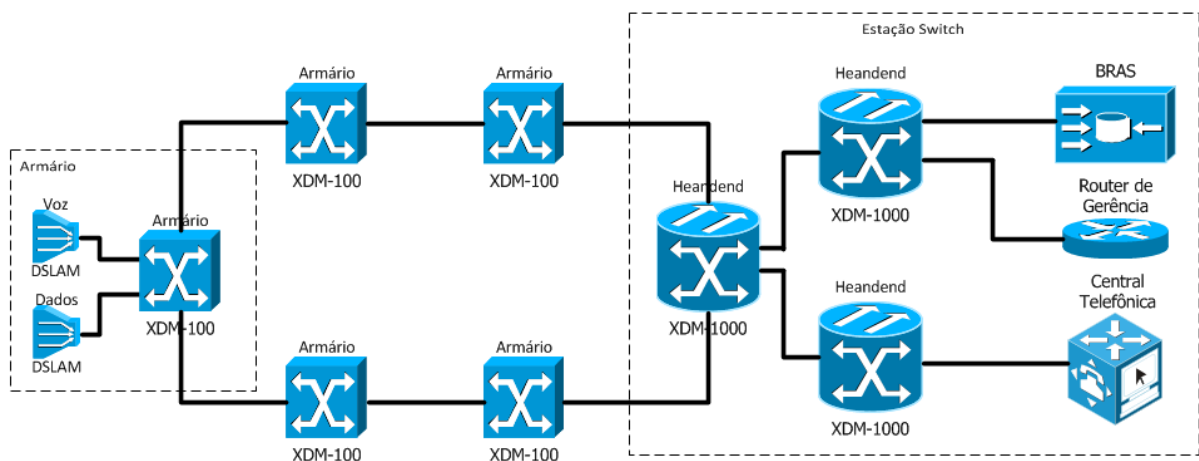 Estação Switch
Armário
Armário
Heandend
BRAS
XDM-100
XDM-100
Armário
Voz
Armário
DSLAM
Dados
DSLAM
XDM-100
Heandend
XDM-1000
XDM-1000
Router de
Gerência
Heandend
Central
Telefônica
Armário
Armário
XDM-100
XDM-100
XDM-1000